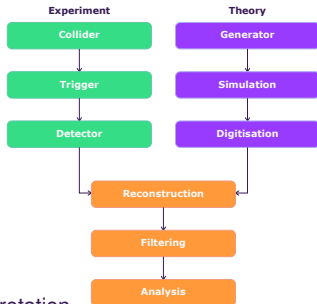 Experiment
Theory
Collider
Generator
Trigger
Simulation
Detector
Digitisation
Reconstruction
Filtering
Analysis